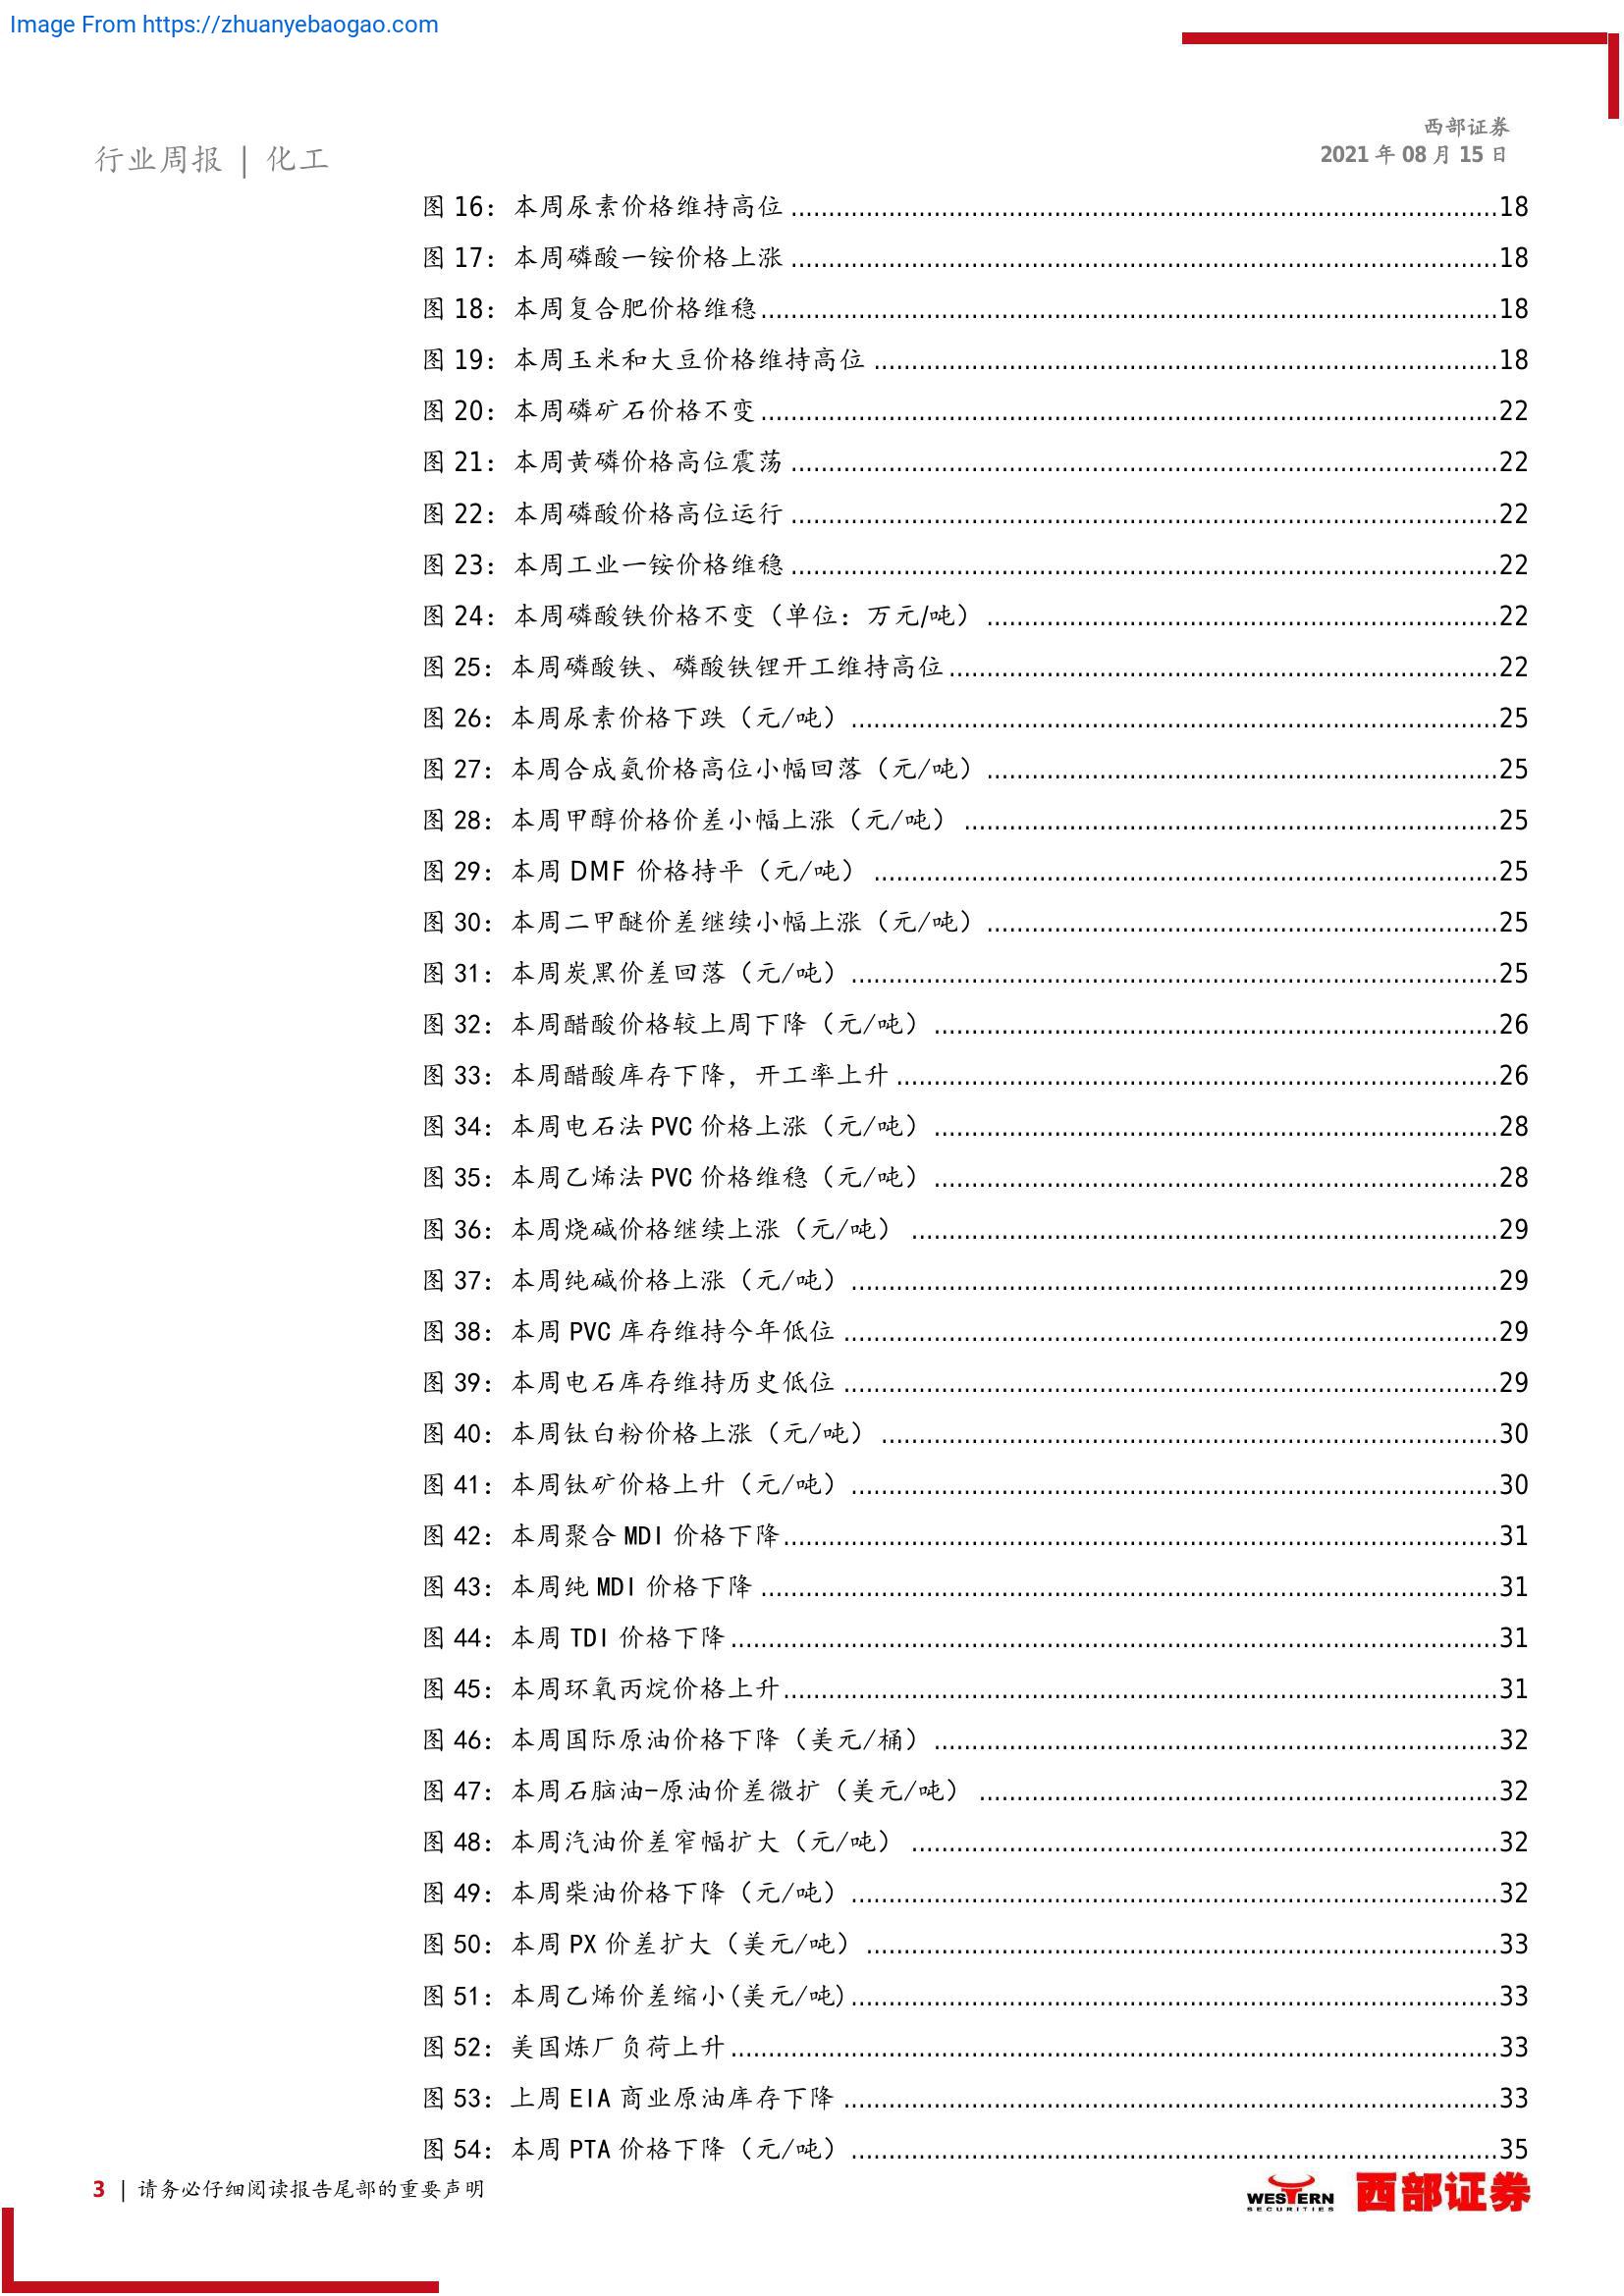 Image From https://zhuanyebaogao.com
西部证券
行业周报 | 化工
2021 年 08 月 15 日
图 16：本周尿素价格维持高位 ........ 18
图 17：本周磷酸一铵价格上涨 ........ 18
图 18：本周复合肥价格维稳 ........ 18
图 19：本周玉米和大豆价格维持高位 ........ 18
图 20：本周磷矿石价格不变 ........ 22
图 21：本周黄磷价格高位震荡 ........ 22
图 22：本周磷酸价格高位运行 ........ 22
图 23：本周工业一铵价格维稳 ........ 22
图 24：本周磷酸铁价格不变（单位：万元/吨） ........ 22
图 25：本周磷酸铁、磷酸铁锂开工维持高位 ........ 22
图 26：本周尿素价格下跌（元/吨） ........ 25
图 27：本周合成氨价格高位小幅回落（元/吨） ........ 25
图 28：本周甲醇价格价差小幅上涨（元/吨） ........ 25
图 29：本周 DMF 价格持平（元/吨） ........ 25
图 30：本周二甲醚价差继续小幅上涨（元/吨） ........ 25
图 31：本周炭黑价差回落（元/吨） ........ 25
图 32：本周醋酸价格较上周下降（元/吨） ........ 26
图 33：本周醋酸库存下降，开工率上升 ........ 26
图 34：本周电石法 PVC 价格上涨（元/吨） ........ 28
图 35：本周乙烯法 PVC 价格维稳（元/吨） ........ 28
图 36：本周烧碱价格继续上涨（元/吨） ........ 29
图 37：本周纯碱价格上涨（元/吨） ........ 29
图 38：本周 PVC 库存维持今年低位 ........ 29
图 39：本周电石库存维持历史低位 ........ 29
图 40：本周钛白粉价格上涨（元/吨） ........ 30
图 41：本周钛矿价格上升（元/吨） ........ 30
图 42：本周聚合 MDI 价格下降 ........ 31
图 43：本周纯 MDI 价格下降 ........ 31
图 44：本周 TDI 价格下降 ........ 31
图 45：本周环氧丙烷价格上升 ........ 31
图 46：本周国际原油价格下降（美元/桶） ........ 32
图 47：本周石脑油-原油价差微扩（美元/吨） ........ 32
图 48：本周汽油价差窄幅扩大（元/吨） ........ 32
图 49：本周柴油价格下降（元/吨） ........ 32
图 50：本周 PX 价差扩大（美元/吨） ........ 33
图 51：本周乙烯价差缩小(美元/吨) ........ 33
图 52：美国炼厂负荷上升 ........ 33
图 53：上周 EIA 商业原油库存下降 ........ 33
图 54：本周 PTA 价格下降（元/吨） ........ 35
3 | 请务必仔细阅读报告尾部的重要声明
WESTERN
SECURITIES
西部证券